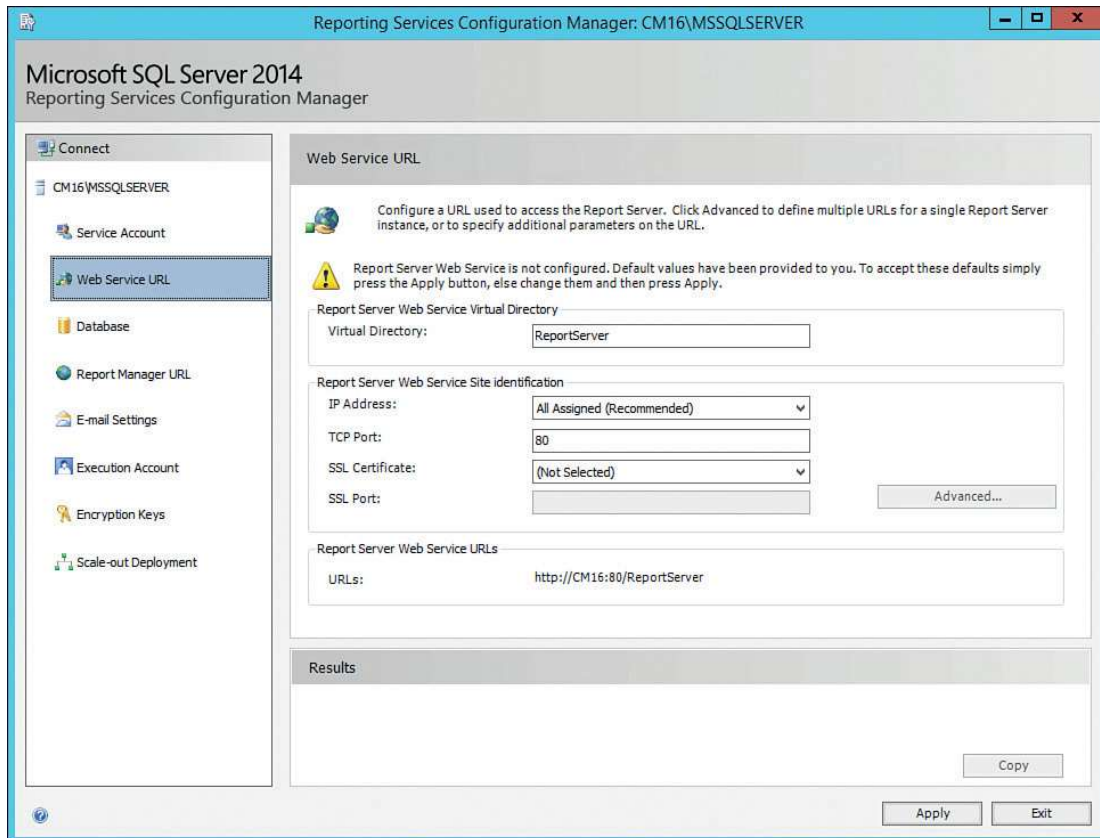 Reporting Services Configuration Manager: CM16\MSSQLSERVER
Microsoft SQL Server 2014
Reporting Services Configuration Manager
Connect
CM16\MSSQLSERVER
Service Account
Web Service URL
Database
Report Manager URL
E-mail Settings
Execution Account
Encryption Keys
Scale-out Deployment
Web Service URL
Configure a URL used to access the Report Server. Click Advanced to define multiple URLs for a single Report Server
instance, or to specify additional parameters on the URL.
Report Server Web Service is not configured. Default values have been provided to you. To accept these defaults simply
press the Apply button, else change them and then press Apply.
Report Server Web Service Virtual Directory
Virtual Directory: ReportServer
Report Server Web Service Site identification
IP Address: All Assigned (Recommended)
TCP Port: 80
SSL Certificate: (Not Selected)
SSL Port:
Advanced...
Report Server Web Service URLs
URLs: http://CM16:80/ReportServer
Results
Copy
Apply Exit